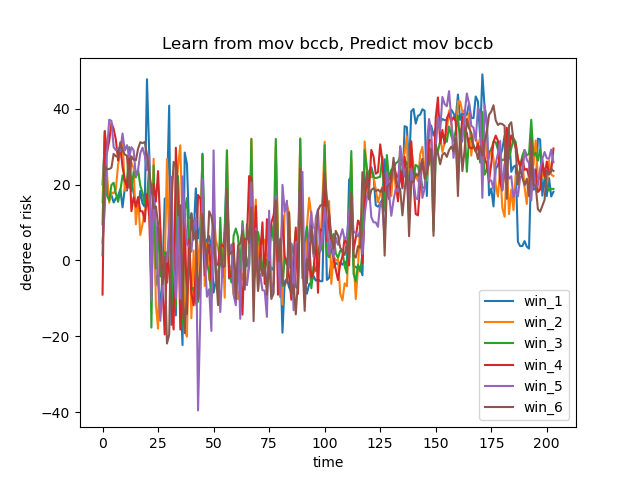 Learn from mov bccb, Predict mov bccb
degree of risk
40
20
0
−20
−40
0 25 50 75 100 125 150 175 200
time
win_1
win_2
win_3
win_4
win_5
win_6